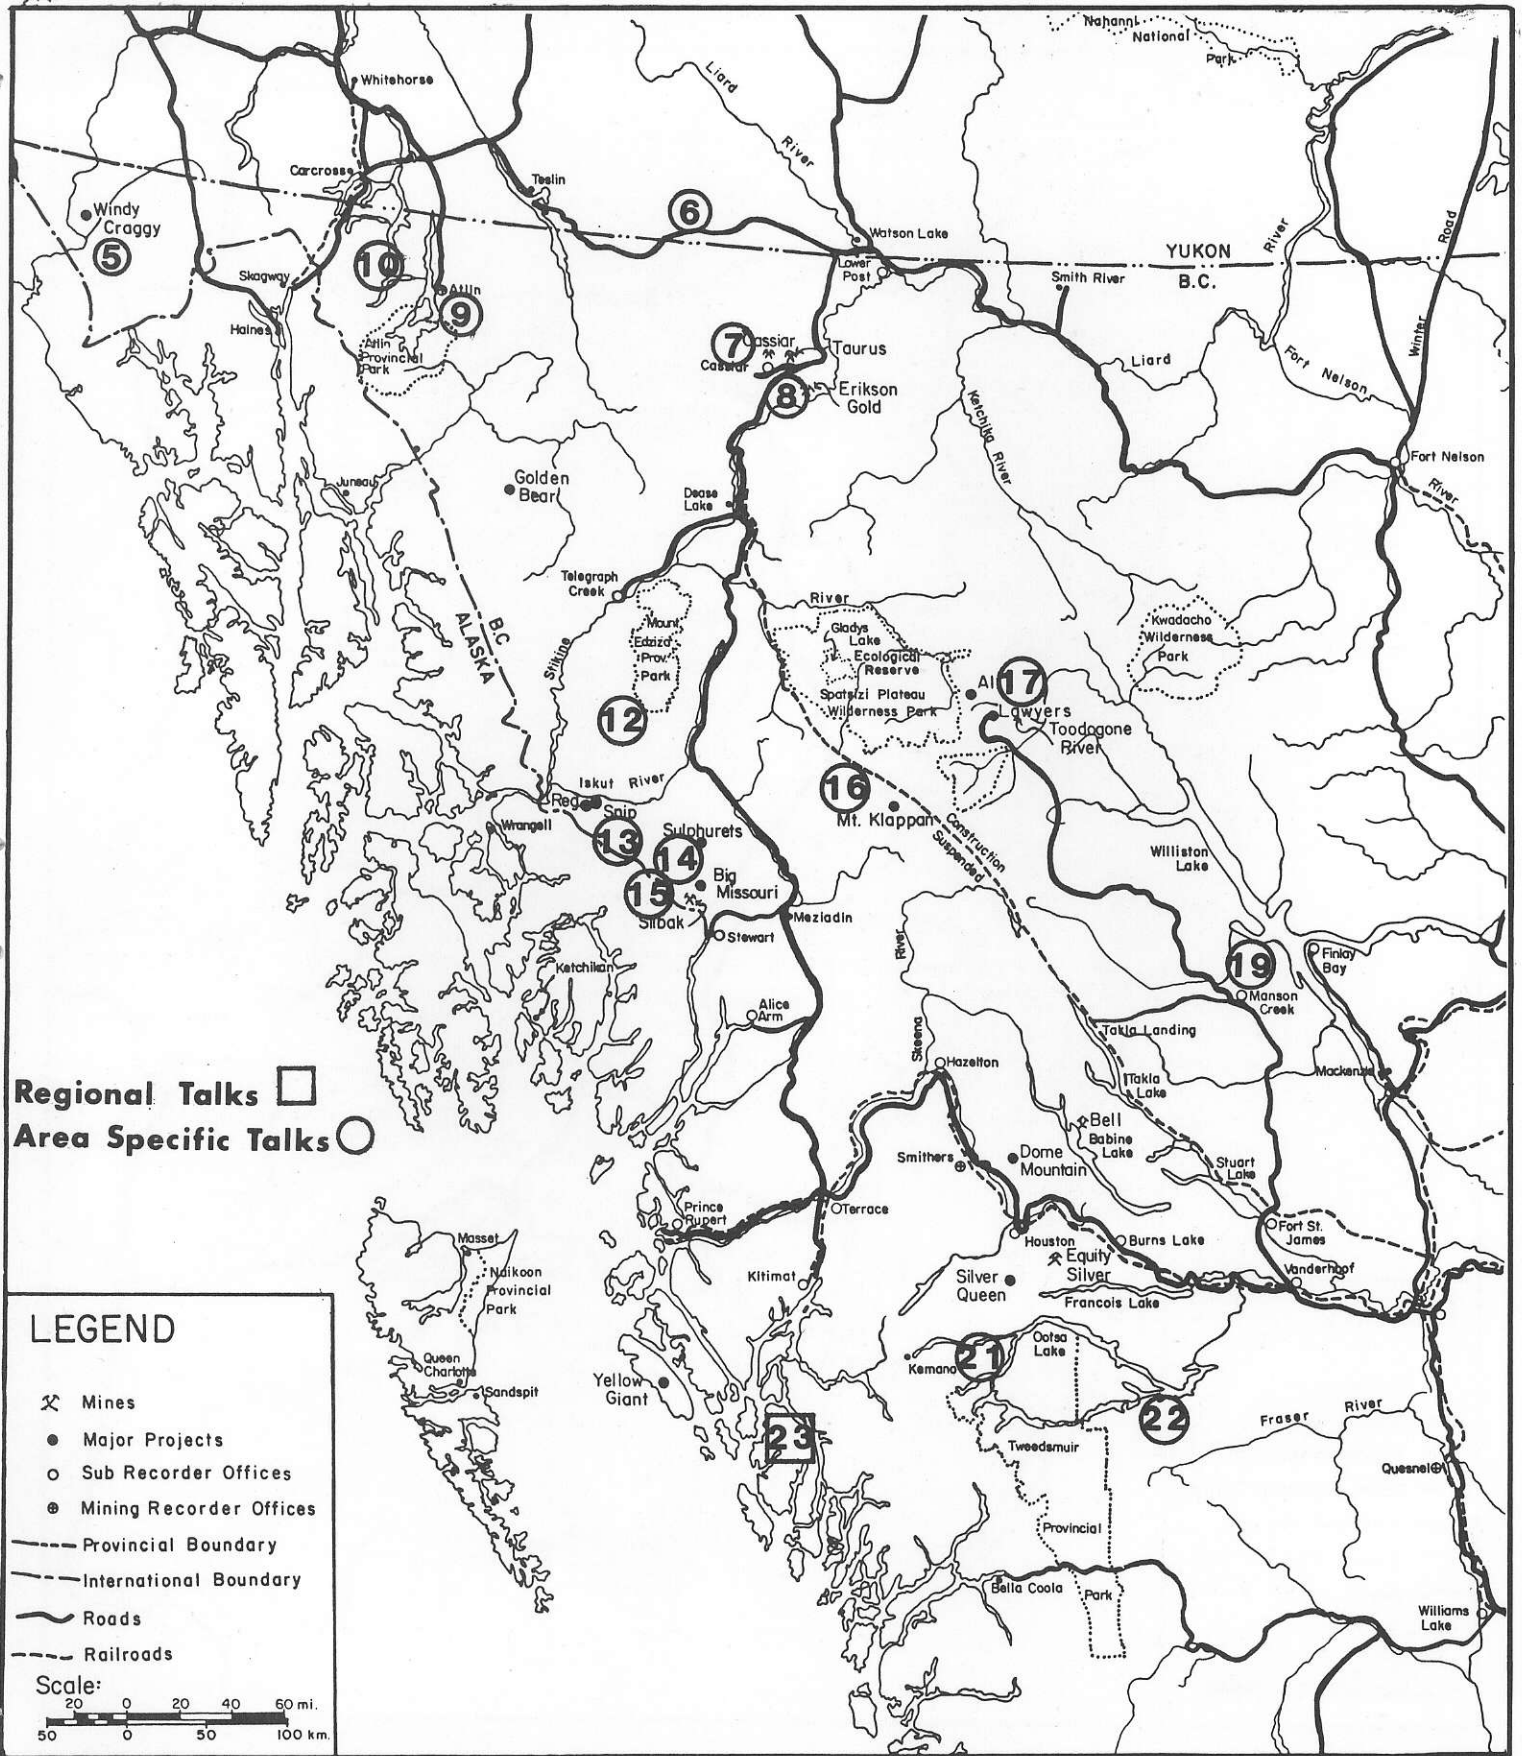 Nahanni
National
Park
Whitehorse
Liard
River
Carcross
Teslin
Windy
Craggy
5
6
10
Watson Lake
Lower
Post
YUKON
B.C.
River
Road
Skagway
Atlin
9
Smith River
Haines
Atlin
Provincial
Park
7
Cassiar
Cassiar
Taurus
8
Erikson
Gold
Liard
Fort Nelson
Winter
Ketchika River
Golden
Bear
Juneau
Dease
Lake
Fort Nelson
River
Telegraph
Creek
B.C.
ALASKA
Stikine
Mount
Edziza
Prov.
Park
River
Gladys
Lake
Ecological
Reserve
Spatsizi Plateau
Wilderness Park
Kwadacho
Wilderness
Park
Al
17
Lawyers
Toodogone
River
12
Iskut River
Reg
Snip
Wrangell
13
Sulphurets
14
15
Big
Missouri
Silbak
Stewart
Meziadin
16
Mt. Klappan
Construction
Suspended
Williston
Lake
River
Ketchikan
Alice
Arm
19
Manson
Creek
Finlay
Bay
Takla Landing
Skeena
Hazelton
Takla
Lake
Mackenzie
Regional Talks
Area Specific Talks
Bell
Babine
Lake
Smithers
Dome
Mountain
Stuart
Lake
Prince
Rupert
Terrace
Fort St.
James
Masset
Naikoon
Provincial
Park
Houston
Burns Lake
Equity
Silver
Vanderhoof
Kitimat
Silver
Queen
Francois Lake
Queen
Charlotte
Sandspit
Yellow
Giant
Kemano
21
Ootsa
Lake
22
23
Tweedsmuir
Fraser River
Quesnel
Provincial
Bella Coola
Park
Williams
Lake
LEGEND
Mines
Major Projects
Sub Recorder Offices
Mining Recorder Offices
Provincial Boundary
International Boundary
Roads
Railroads
Scale:
20 0 20 40 60 mi.
50 0 50 100 km.